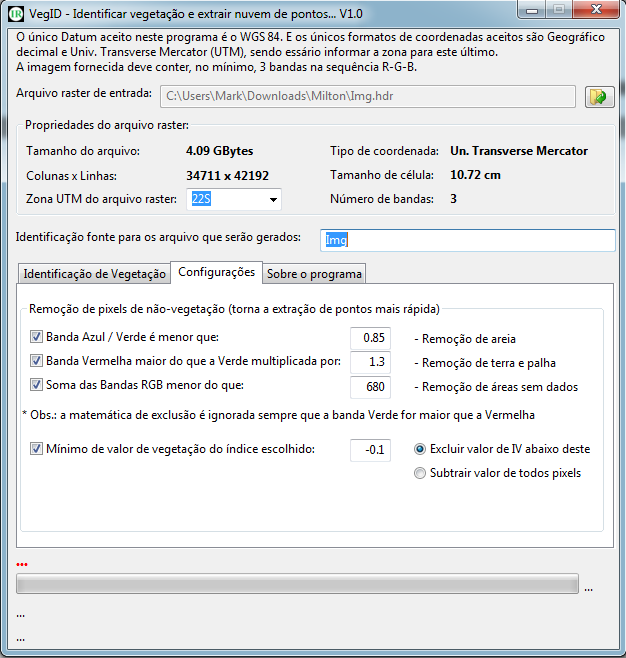 VegID - Identificar vegetação e extrair nuvem de pontos... V1.0
O único Datum aceito neste programa é o WGS 84. E os únicos formatos de coordenadas aceitos são Geográfico
decimal e Univ. Transverse Mercator (UTM), sendo essário informar a zona para este último.
A imagem fornecida deve conter, no mínimo, 3 bandas na sequência R-G-B.
Arquivo raster de entrada: C:\Users\Mark\Downloads\Milton\Img.hdr
Propriedades do arquivo raster:
Tamanho do arquivo: 4.09 GBytes Tipo de coordenada: Un. Transverse Mercator
Colunas x Linhas: 34711 x 42192 Tamanho de célula: 10.72 cm
Zona UTM do arquivo raster: 22S Número de bandas: 3
Identificação fonte para os arquivo que serão gerados: Img
Identificação de Vegetação Configurações Sobre o programa
Remoção de pixels de não-vegetação (torna a extração de pontos mais rápida)
Banda Azul / Verde é menor que: 0.85 - Remoção de areia
Banda Vermelha maior do que a Verde multiplicada por: 1.3 - Remoção de terra e palha
Soma das Bandas RGB menor do que: 680 - Remoção de áreas sem dados
* Obs.: a matemática de exclusão é ignorada sempre que a banda Verde for maior que a Vermelha
Mínimo de valor de vegetação do índice escolhido: -0.1 Excluir valor de IV abaixo deste
Subtrair valor de todos pixels
...
...
...
...